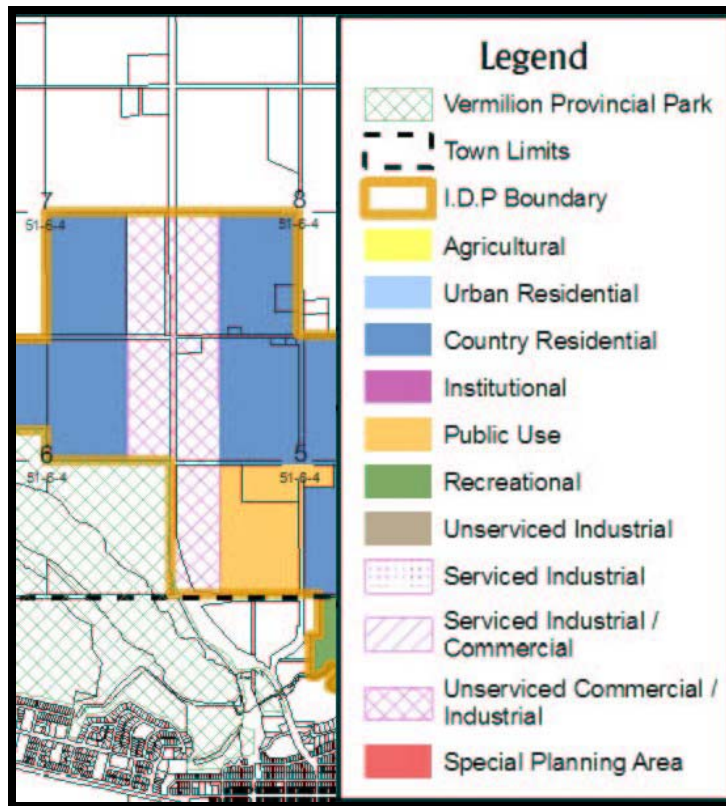 7
8
51-6-4
51-6-4
6
5
51-6-4
51-6-4
Legend
Vermilion Provincial Park
Town Limits
I.D.P Boundary
Agricultural
Urban Residential
Country Residential
Institutional
Public Use
Recreational
Unserviced Industrial
Serviced Industrial
Serviced Industrial /
Commercial
Unserviced Commercial /
Industrial
Special Planning Area